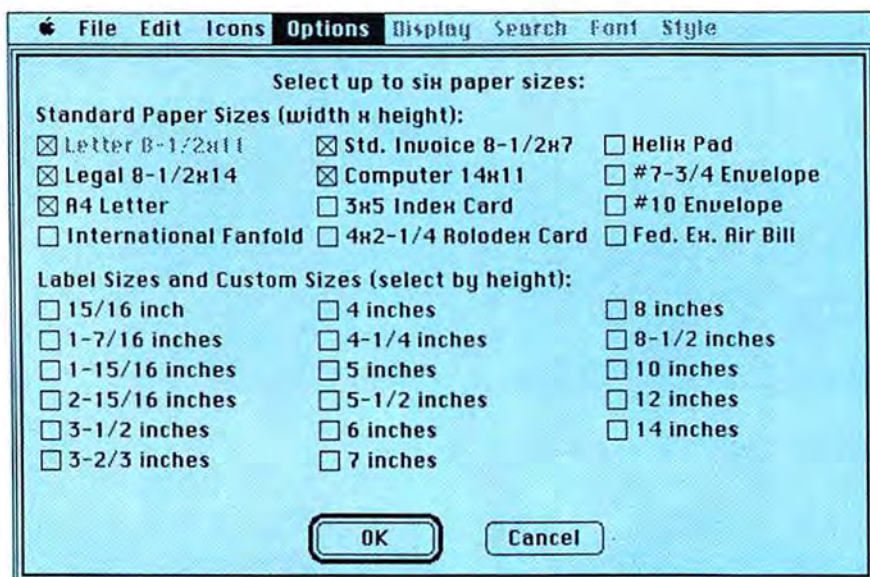 File Edit Icons Options Display Search Font Style
Select up to six paper sizes:
Standard Paper Sizes (width x height):
Letter 8-1/2x11 Std. Invoice 8-1/2x7 Helix Pad
Legal 8-1/2x14 Computer 14x11 #7-3/4 Envelope
A4 Letter 3x5 Index Card #10 Envelope
International Fanfold 4x2-1/4 Rolodex Card Fed. Ex. Air Bill
Label Sizes and Custom Sizes (select by height):
15/16 inch 4 inches 8 inches
1-7/16 inches 4-1/4 inches 8-1/2 inches
1-15/16 inches 5 inches 10 inches
2-15/16 inches 5-1/2 inches 12 inches
3-1/2 inches 6 inches 14 inches
3-2/3 inches 7 inches
OK Cancel